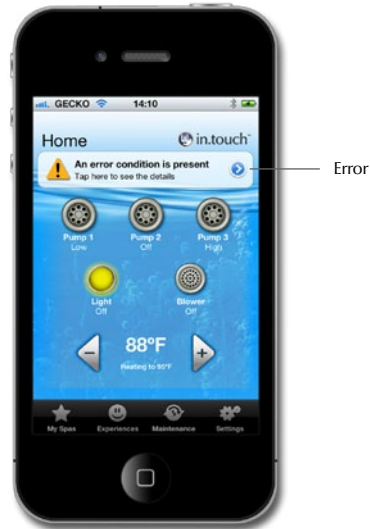 GECKO 14:10
Home in.touch™
An error condition is present
Tap here to see the details
Error
Pump 1 Pump 2 Pump 3
Low Off High
Light Blower
Off Off
88°F
Heating to 95°F
My Spas Experiences Maintenance Settings